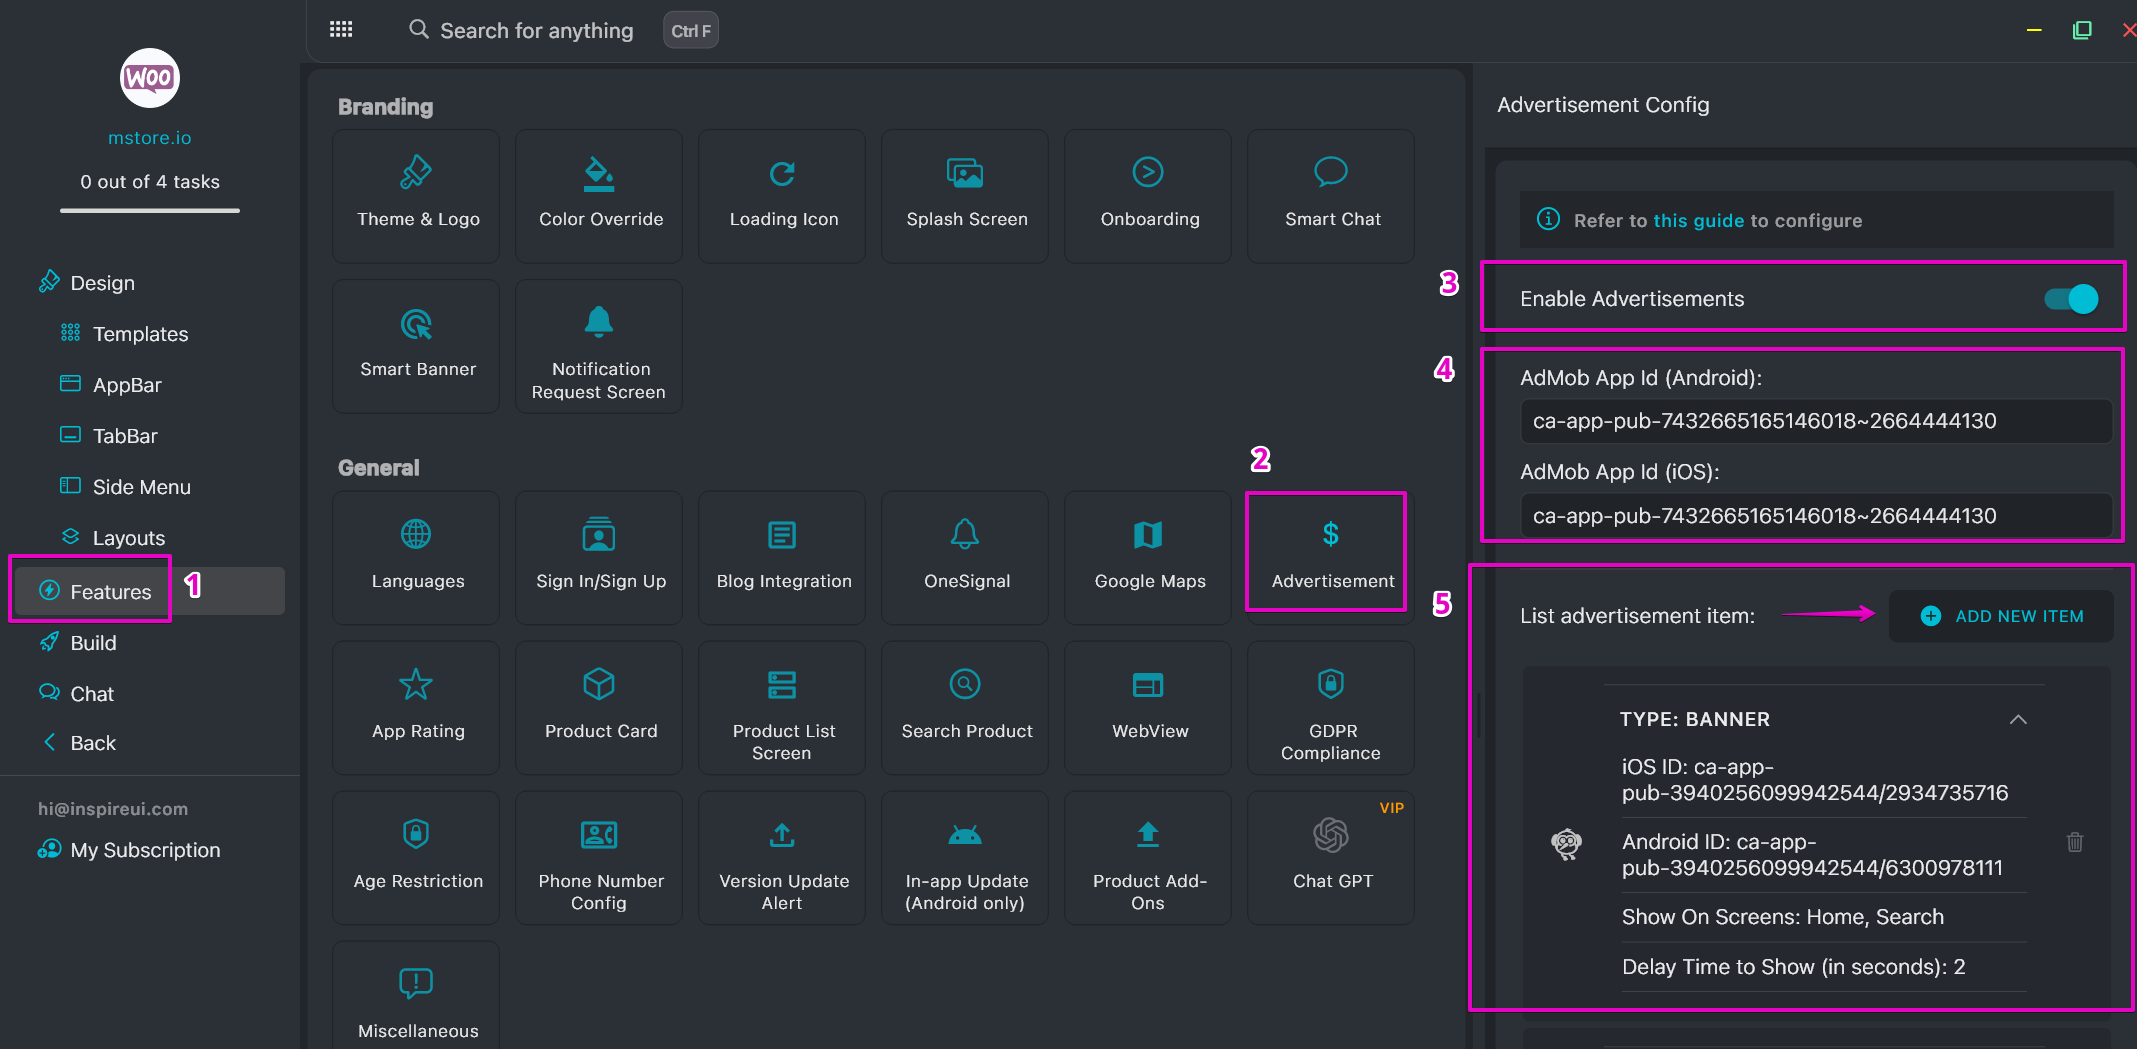 WOO
mstore.io
0 out of 4 tasks
Design
Templates
AppBar
TabBar
Side Menu
Layouts
Features
1
Build
Chat
Back
hi@inspireui.com
My Subscription
Search for anything
Ctrl F
Branding
Theme & Logo
Color Override
Loading Icon
Splash Screen
Onboarding
Smart Chat
Smart Banner
Notification
Request Screen
General
2
Languages
Sign In/Sign Up
Blog Integration
OneSignal
Google Maps
Advertisement
App Rating
Product Card
Product List
Screen
Search Product
WebView
GDPR
Compliance
Age Restriction
Phone Number
Config
Version Update
Alert
In-app Update
(Android only)
Product Add-
Ons
VIP
Chat GPT
Miscellaneous
Advertisement Config
Refer to this guide to configure
3
Enable Advertisements
4
AdMob App Id (Android):
ca-app-pub-7432665165146018~2664444130
AdMob App Id (iOS):
ca-app-pub-7432665165146018~2664444130
5
List advertisement item:
ADD NEW ITEM
TYPE: BANNER
iOS ID: ca-app-
pub-3940256099942544/2934735716
Android ID: ca-app-
pub-3940256099942544/6300978111
Show On Screens: Home, Search
Delay Time to Show (in seconds): 2